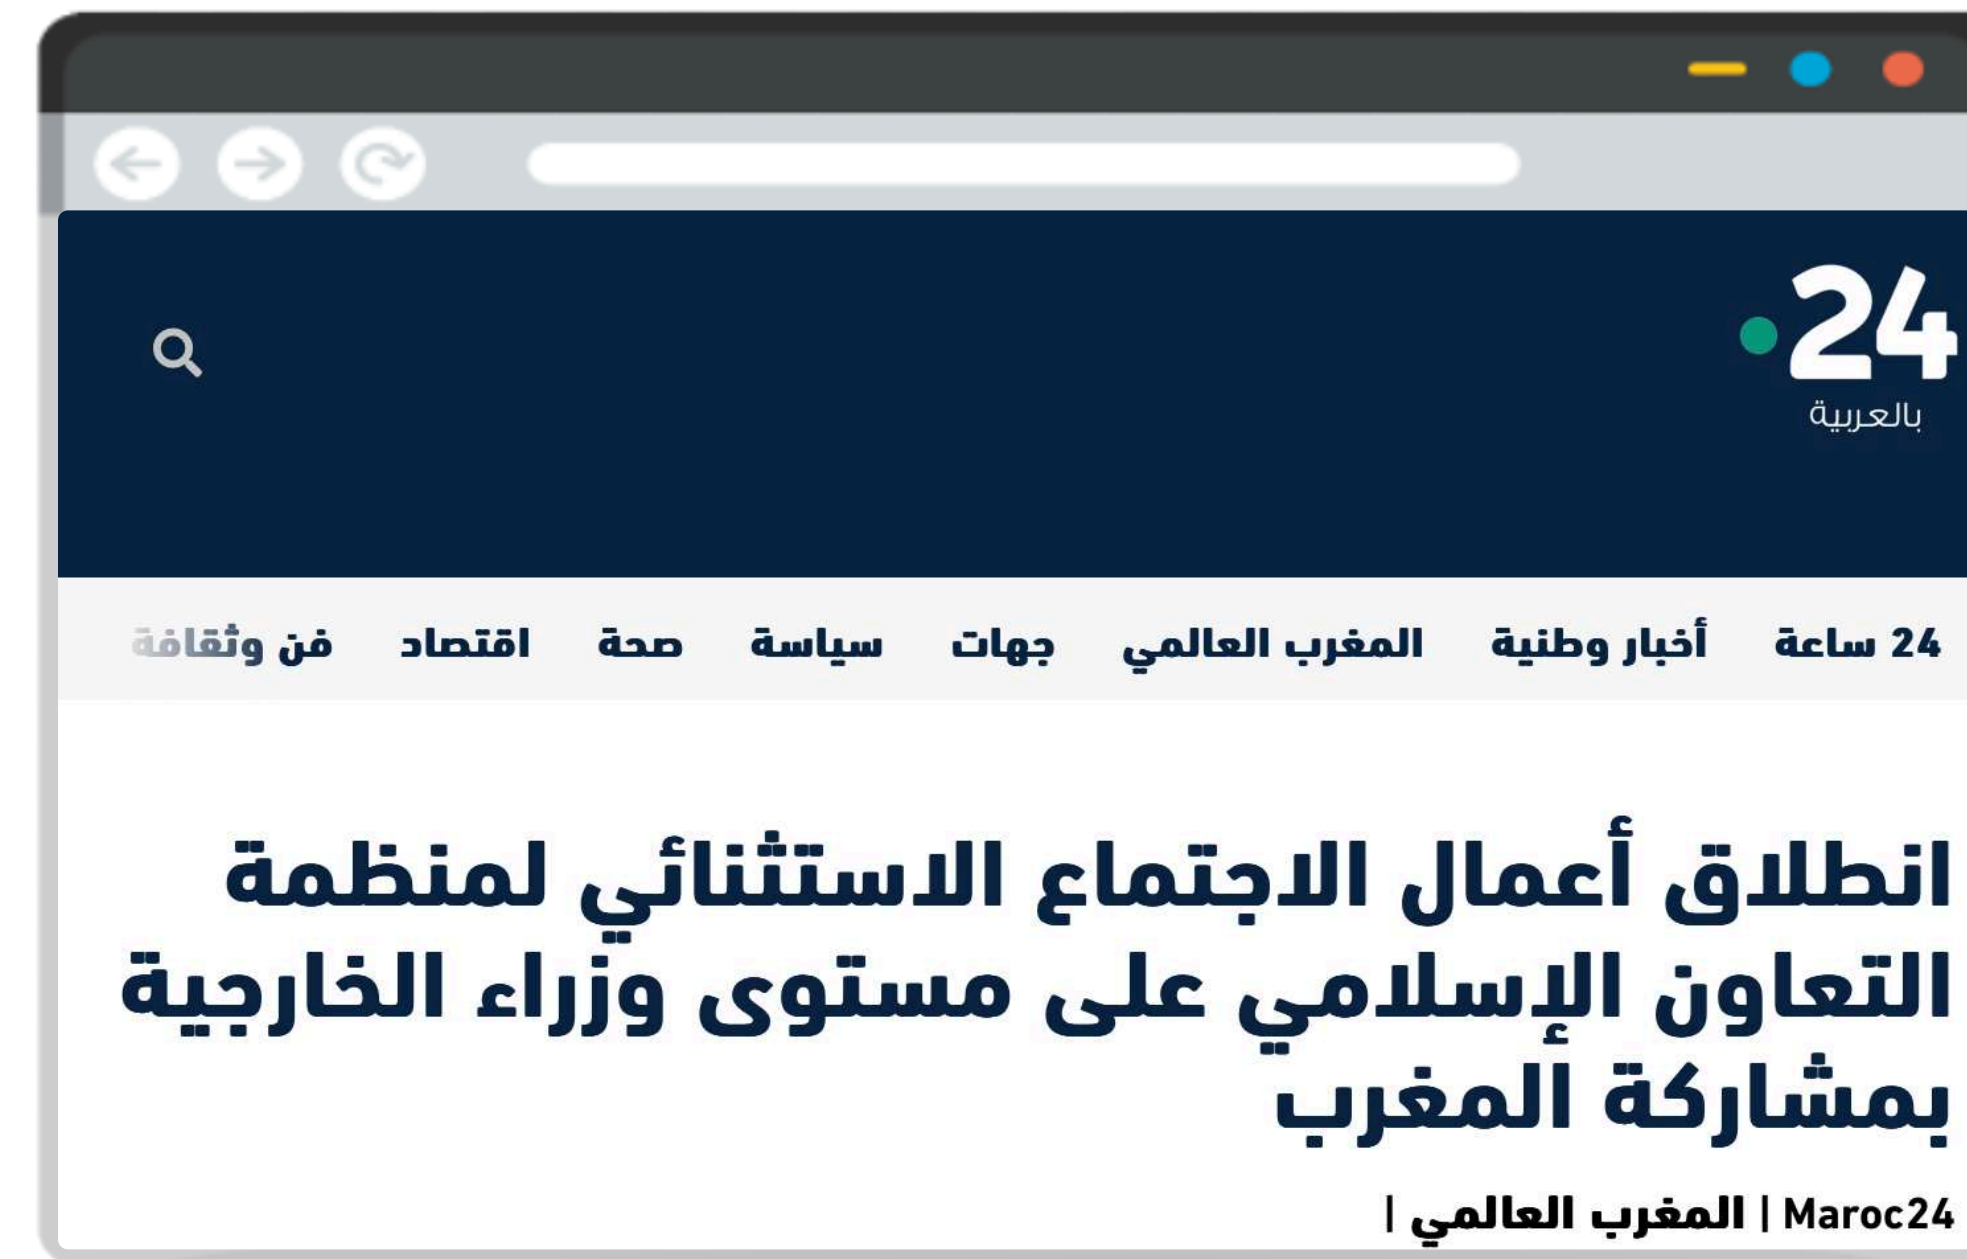 24
بالعربية
24 ساعة أخبار وطنية المغرب العالمي جهات سياسة صحة اقتصاد فن وثقافة
انطلاق أعمال الاجتماع الاستثنائي لمنظمة
التعاون الإسلامي على مستوى وزراء الخارجية
بمشاركة المغرب
Maroc24 | المغرب العالمي |